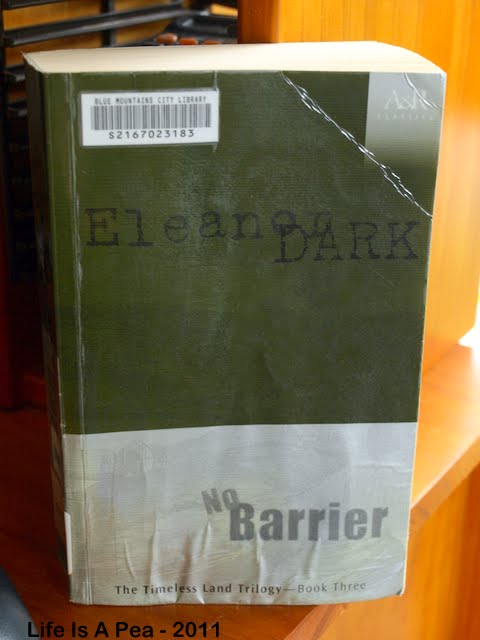 BLUE MOUNTAINS CITY LIBRARY
S2167023183
A&R
CLASSICS
Eleanor
DARK
No
Barrier
The Timeless Land Trilogy—Book Three
Life Is A Pea - 2011